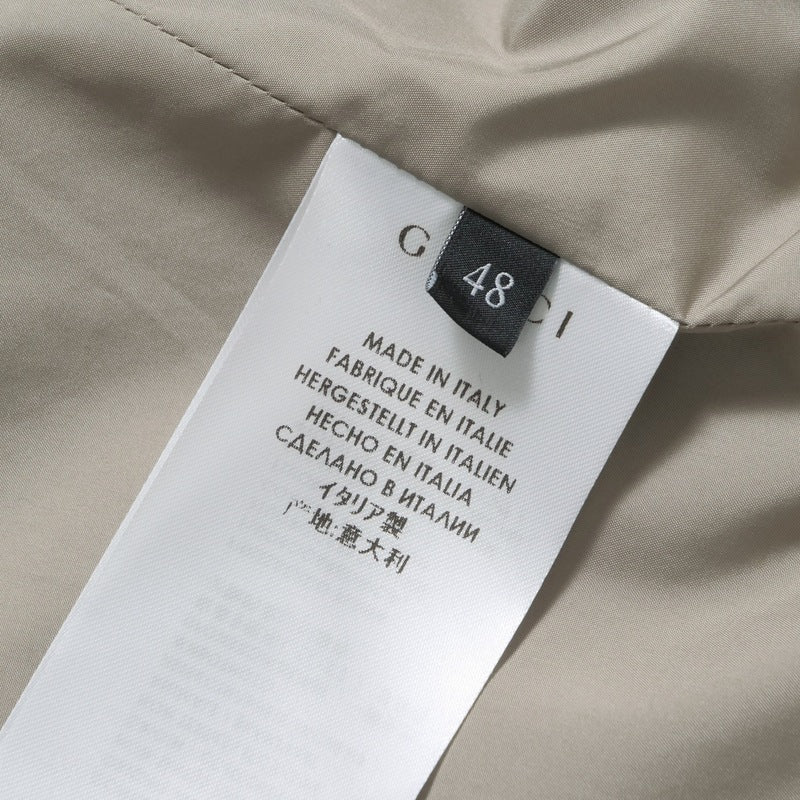 G CI
48
MADE IN ITALY
FABRIQUE EN ITALIE
HERGESTELLT IN ITALIEN
HECHO EN ITALIA
СДЕЛАНО В ИТАЛИИ
イタリア製
产地:意大利